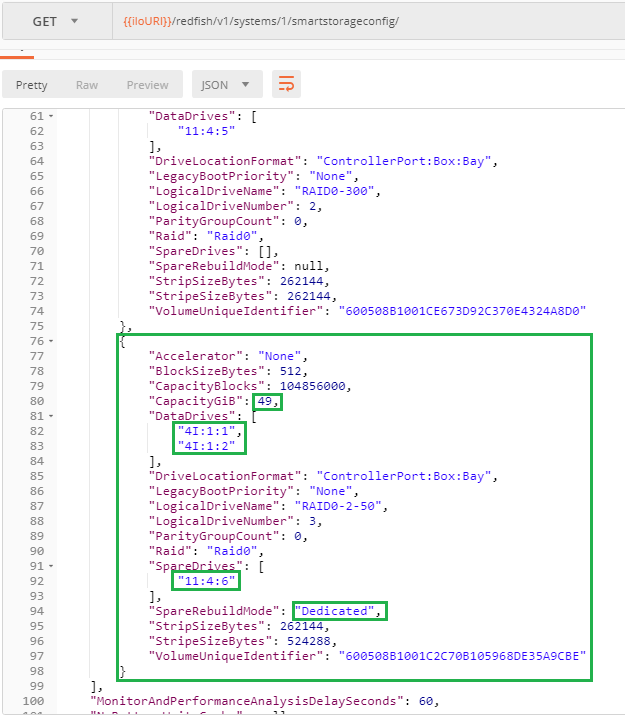 GET {{iloURI}}/redfish/v1/systems/1/smartstorageconfig/
Pretty Raw Preview JSON
61 "DataDrives": [
62 "11:4:5"
63 ],
64 "DriveLocationFormat": "ControllerPort:Box:Bay",
65 "LegacyBootPriority": "None",
66 "LogicalDriveName": "RAID0-300",
67 "LogicalDriveNumber": 2,
68 "ParityGroupCount": 0,
69 "Raid": "Raid0",
70 "SpareDrives": [],
71 "SpareRebuildMode": null,
72 "StripSizeBytes": 262144,
73 "StripeSizeBytes": 262144,
74 "VolumeUniqueIdentifier": "600508B1001CE673D92C370E4324A8D0"
75 },
76 {
77 "Accelerator": "None",
78 "BlockSizeBytes": 512,
79 "CapacityBlocks": 104856000,
80 "CapacityGiB": 49,
81 "DataDrives": [
82 "4I:1:1",
83 "4I:1:2"
84 ],
85 "DriveLocationFormat": "ControllerPort:Box:Bay",
86 "LegacyBootPriority": "None",
87 "LogicalDriveName": "RAID0-2-50",
88 "LogicalDriveNumber": 3,
89 "ParityGroupCount": 0,
90 "Raid": "Raid0",
91 "SpareDrives": [
92 "11:4:6"
93 ],
94 "SpareRebuildMode": "Dedicated",
95 "StripSizeBytes": 262144,
96 "StripeSizeBytes": 524288,
97 "VolumeUniqueIdentifier": "600508B1001C2C70B105968DE35A9CBE"
98 }
99 ],
100 "MonitorAndPerformanceAnalysisDelaySeconds": 60,